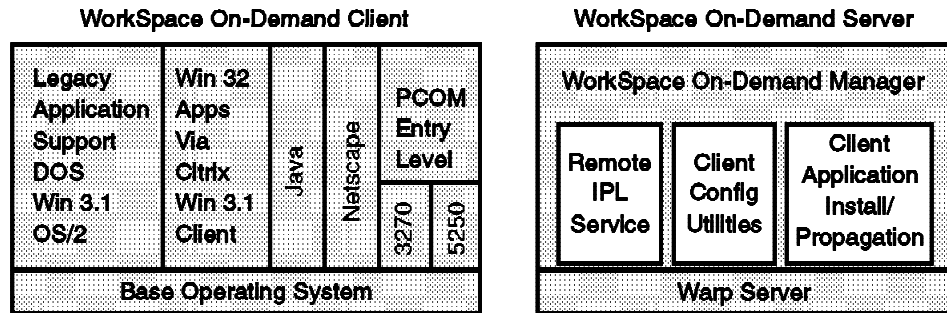 WorkSpace On-Demand Client
Legacy
Application
Support
DOS
Win 3.1
OS/2
Win 32
Apps
Via
Citrix
Win 3.1
Client
Java
Netscape
PCOM
Entry
Level
3270
5250
Base Operating System
WorkSpace On-Demand Server
WorkSpace On-Demand Manager
Remote
IPL
Service
Client
Config
Utilities
Client
Application
Install/
Propagation
Warp Server